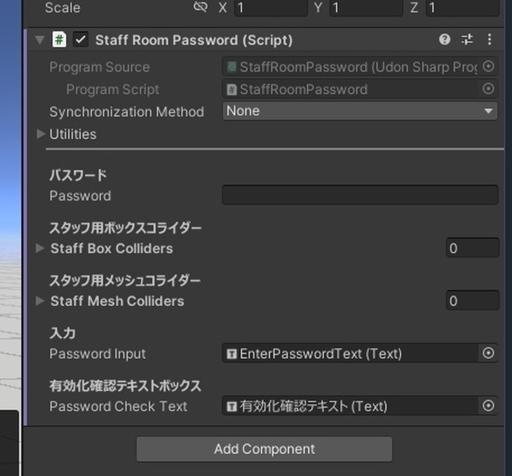 Scale X 1 Y 1 Z 1
# Staff Room Password (Script)
Program Source StaffRoomPassword (Udon Sharp Prog
Program Script StaffRoomPassword
Synchronization Method None
Utilities
パスワード
Password
スタッフ用ボックスコライダー
Staff Box Colliders 0
スタッフ用メッシュコライダー
Staff Mesh Colliders 0
入力
Password Input EnterPasswordText (Text)
有効化確認テキストボックス
Password Check Text 有効化確認テキスト (Text)
Add Component